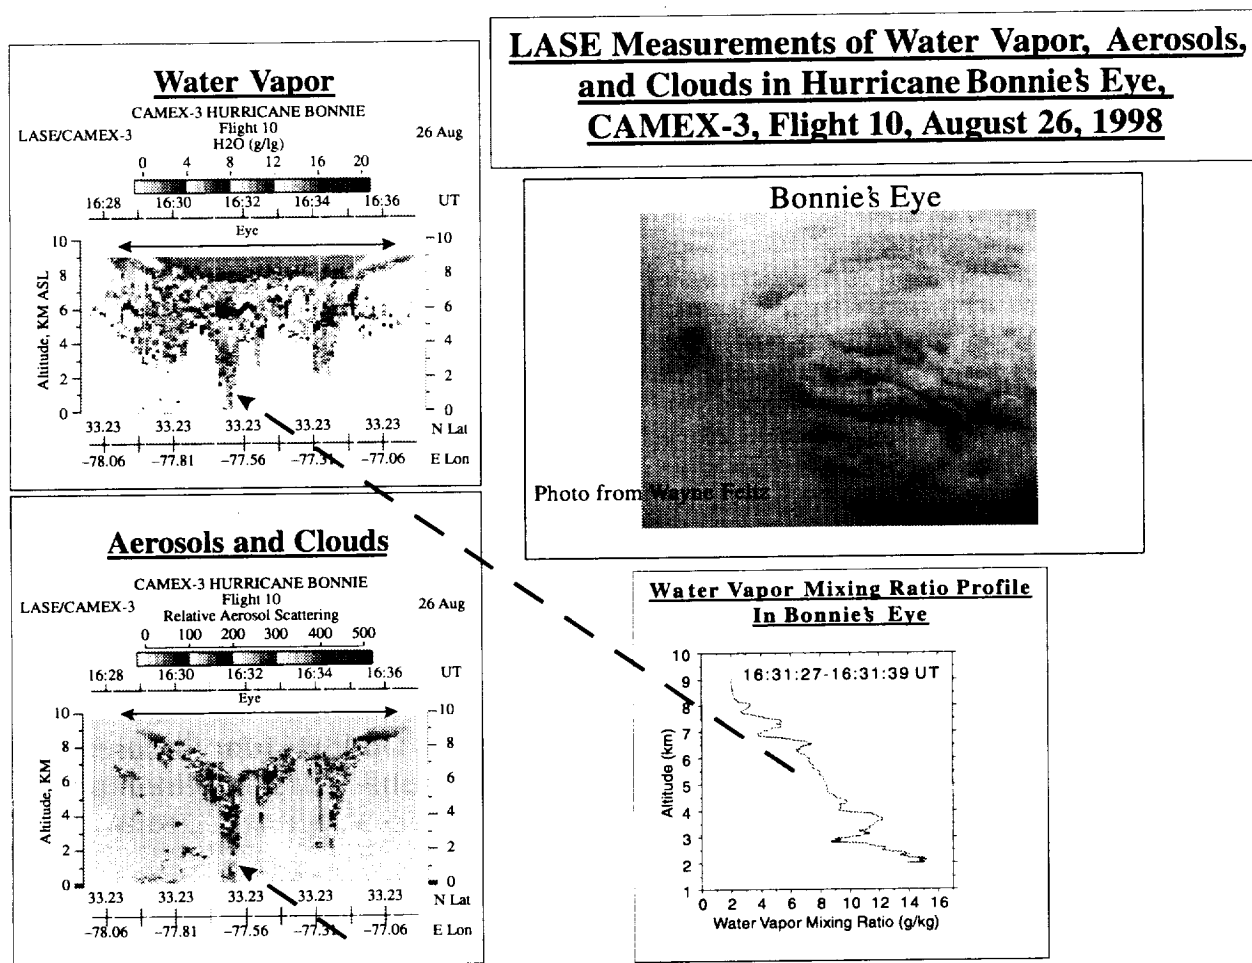 LASE Measurements of Water Vapor, Aerosols,
and Clouds in Hurricane Bonnie's Eye,
CAMEX-3, Flight 10, August 26, 1998
Water Vapor
CAMEX-3 HURRICANE BONNIE
LASE/CAMEX-3 Flight 10 26 Aug
H2O (g/lg)
0 4 8 12 16 20
16:28 16:30 16:32 16:34 16:36 UT
Eye
10 8 6 4 2 0
Altitude, KM ASL
10 8 6 4 2 0
33.23 33.23 33.23 33.23 33.23 N Lat
-78.06 -77.81 -77.56 -77.31 -77.06 E Lon
Bonnie's Eye
Photo from Wayne Feltz
Aerosols and Clouds
CAMEX-3 HURRICANE BONNIE
LASE/CAMEX-3 Flight 10 26 Aug
Relative Aerosol Scattering
0 100 200 300 400 500
16:28 16:30 16:32 16:34 16:36 UT
Eye
10 8 6 4 2 0
Altitude, KM
10 8 6 4 2 0
33.23 33.23 33.23 33.23 33.23 N Lat
-78.06 -77.81 -77.56 -77.31 -77.06 E Lon
Water Vapor Mixing Ratio Profile
In Bonnie's Eye
16:31:27-16:31:39 UT
10 9 8 7 6 5 4 3 2 1
Altitude (km)
0 2 4 6 8 10 12 14 16
Water Vapor Mixing Ratio (g/kg)